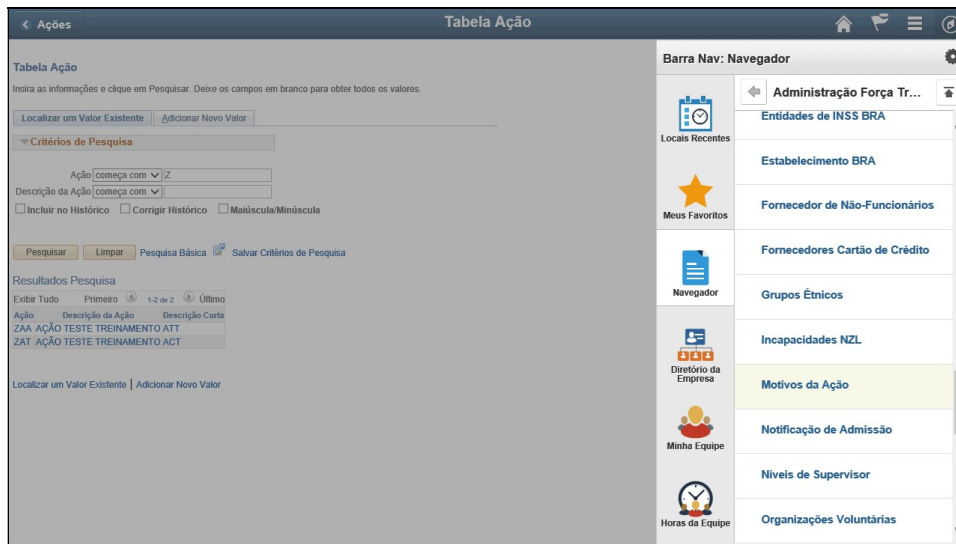 Ações
Tabela Ação
Tabela Ação
Insira as informações e clique em Pesquisar. Deixe os campos em branco para obter todos os valores.
Localizar um Valor Existente Adicionar Novo Valor
Critérios de Pesquisa
Ação começa com Z
Descrição da Ação começa com
Incluir no Histórico Corrigir Histórico Maiúscula/Minúscula
Pesquisar Limpar Pesquisa Básica Salvar Critérios de Pesquisa
Resultados Pesquisa
Exibir Tudo Primeiro 1-2 de 2 Último
Ação Descrição da Ação Descrição Curta
ZAA AÇÃO TESTE TREINAMENTO ATT
ZAT AÇÃO TESTE TREINAMENTO ACT
Localizar um Valor Existente | Adicionar Novo Valor
Barra Nav: Navegador
Locais Recentes
Meus Favoritos
Navegador
Diretório da
Empresa
Minha Equipe
Horas da Equipe
Administração Força Tr...
Entidades de INSS BRA
Estabelecimento BRA
Fornecedor de Não-Funcionários
Fornecedores Cartão de Crédito
Grupos Étnicos
Incapacidades NZL
Motivos da Ação
Notificação de Admissão
Níveis de Supervisor
Organizações Voluntárias